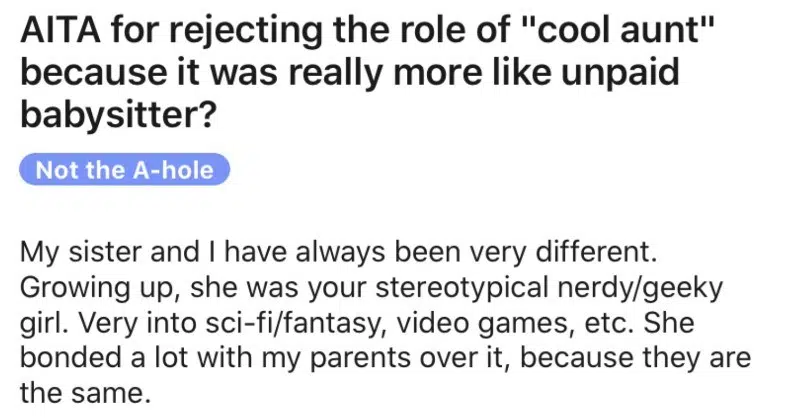 AITA for rejecting the role of "cool aunt"
because it was really more like unpaid
babysitter?
Not the A-hole
My sister and I have always been very different.
Growing up, she was your stereotypical nerdy/geeky
girl. Very into sci-fi/fantasy, video games, etc. She
bonded a lot with my parents over it, because they are
the same.